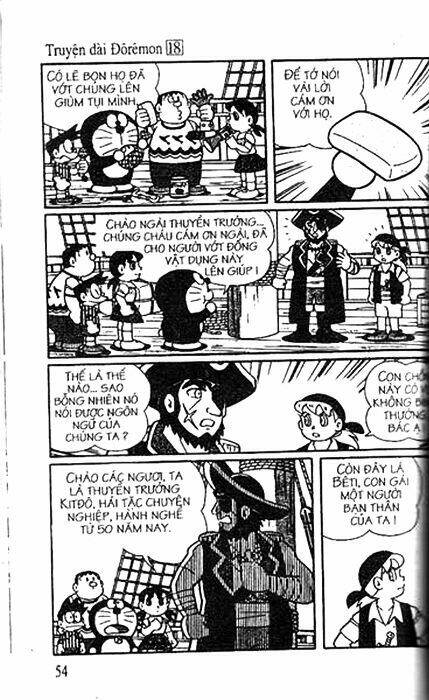 Truyện dài Đôrêmon 18
CÓ LẼ BỌN HỌ ĐÃ
VỚT CHÚNG LÊN
GIÙM TỤI MÌNH.
ĐỂ TỚ NÓI
VÀI LỜI
CÁM ƠN
VỚI HỌ.
CHÀO NGÀI THUYỀN TRƯỞNG...
CHÚNG CHÁU CÁM ƠN NGÀI, ĐÃ
CHO NGƯỜI VỚT ĐỐNG
VẬT DỤNG NÀY
LÊN GIÚP!
THẾ LÀ THẾ
NÀO... SAO
BỖNG NHIÊN NÓ
NÓI ĐƯỢC NGÔN
NGỮ CỦA
CHÚNG TA?
CON
NÀY CÓ
KHÔNG
THƯỜNG
BÁC Ạ
CHÀO CÁC NGƯƠI, TA
LÀ THUYỀN TRƯỞNG
KITĐÔ, HẢI TẶC CHUYÊN
NGHIỆP, HÀNH NGHỀ
TỪ 50 NĂM NAY.
CÒN ĐÂY LÀ
BÊTI, CON GÁI
MỘT NGƯỜI
BẠN THÂN
CỦA TA!
54